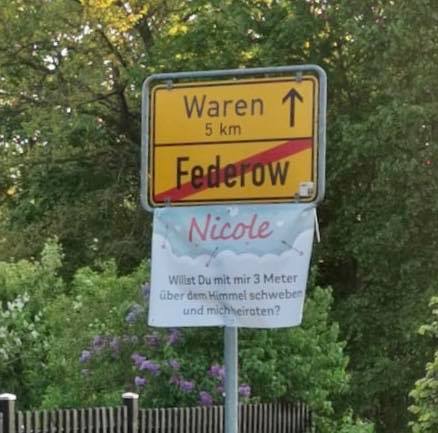 Waren
5 km
Federow
Nicole
Willst Du mit mir 3 Meter
über dem Himmel schweben
und mich heiraten?